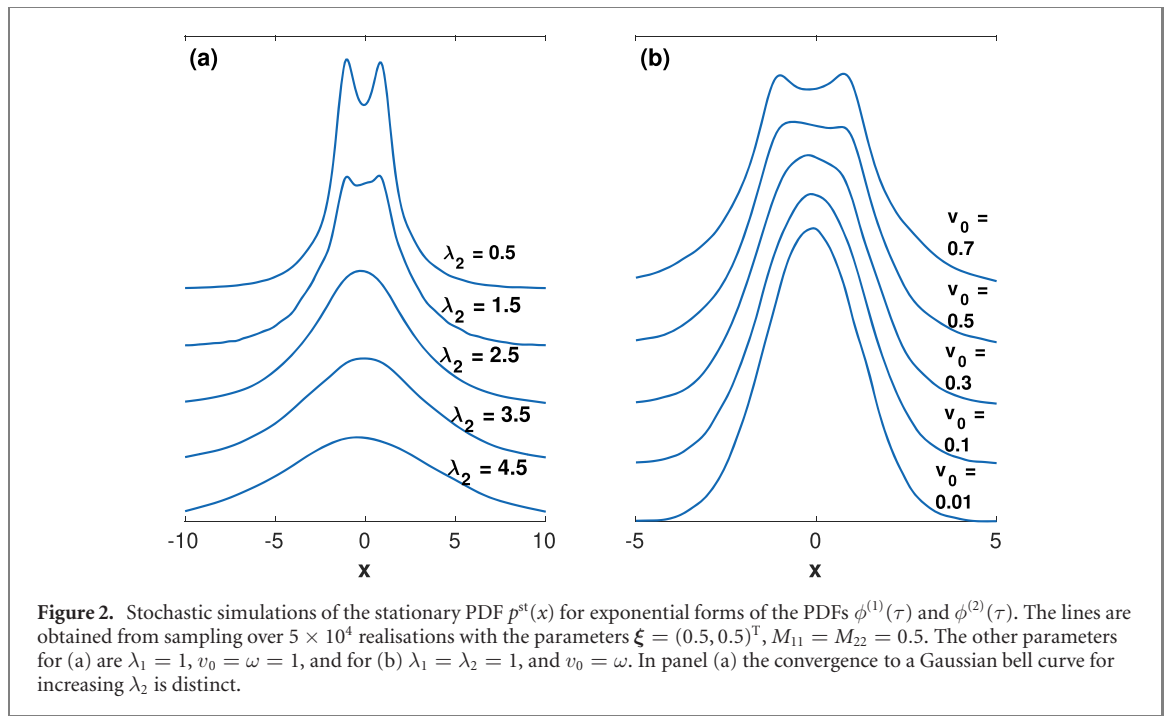 (a)
λ2 = 0.5
λ2 = 1.5
λ2 = 2.5
λ2 = 3.5
λ2 = 4.5
-10 -5 0 5 10
x
(b)
v0 =
0.7
v0 =
0.5
v0 =
0.3
v0 =
0.1
v0 =
0.01
-5 0 5
x
Figure 2. Stochastic simulations of the stationary PDF pst(x) for exponential forms of the PDFs ϕ(1)(τ) and ϕ(2)(τ). The lines are
obtained from sampling over 5 × 10⁴ realisations with the parameters ξ = (0.5, 0.5)T, M11 = M22 = 0.5. The other parameters
for (a) are λ1 = 1, v0 = ω = 1, and for (b) λ1 = λ2 = 1, and v0 = ω. In panel (a) the convergence to a Gaussian bell curve for
increasing λ2 is distinct.